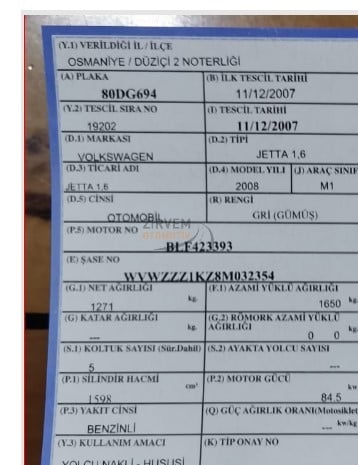 (Y.1) VERİLDİĞİ İL / İLÇE
OSMANİYE / DÜZİÇİ 2 NOTERLİĞİ
(A) PLAKA (B) İLK TESCİL TARİHİ
80DG694 11/12/2007
(Y.2) TESCİL SIRA NO (I) TESCİL TARİHİ
19202 11/12/2007
(D.1) MARKASI (D.2) TİPİ
VOLKSWAGEN JETTA 1,6
(D.3) TİCARİ ADI (D.4) MODEL YILI (J) ARAÇ SINIF
JETTA 1,6 2008 M1
(D.5) CİNSİ (R) RENGİ
OTOMOBİL GRİ (GÜMÜŞ)
ZIRVEM
OTOMOTİV
(P.5) MOTOR NO
BLF423393
(E) ŞASE NO
WVWZZZ1KZ8M032354
(G.1) NET AĞIRLIĞI (F.1) AZAMİ YÜKLÜ AĞIRLIĞI
1271 kg. 1650 kg.
(G) KATAR AĞIRLIĞI (G.2) RÖMORK AZAMİ YÜKLÜ AĞIRLIĞI
--- kg. 0 0 kg.
(S.1) KOLTUK SAYISI (Sür.Dahil) (S.2) AYAKTA YOLCU SAYISI
5 ---
(P.1) SİLİNDİR HACMİ (P.2) MOTOR GÜCÜ
1598 cm³ 84.5 kw
(P.3) YAKIT CİNSİ (Q) GÜÇ AĞIRLIK ORANI(Motosiklet
BENZİNLİ --- kw/kg
(Y.3) KULLANIM AMACI (K) TİP ONAY NO
YOLCU NAKLİ - HUSUSİ